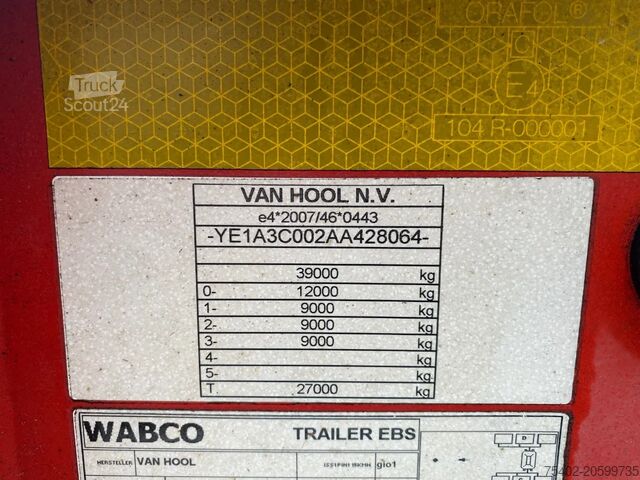 ORAFOL®
C
E4
104 R-000001
Truck
Scout24
VAN HOOL N.V.
e4*2007/46*0443
-YE1A3C002AA428064-
39000 kg
0- 12000 kg
1- 9000 kg
2- 9000 kg
3- 9000 kg
4- kg
5- kg
T 27000 kg
WABCO TRAILER EBS
HERSTELLER VAN HOOL gio1
75402-20599735